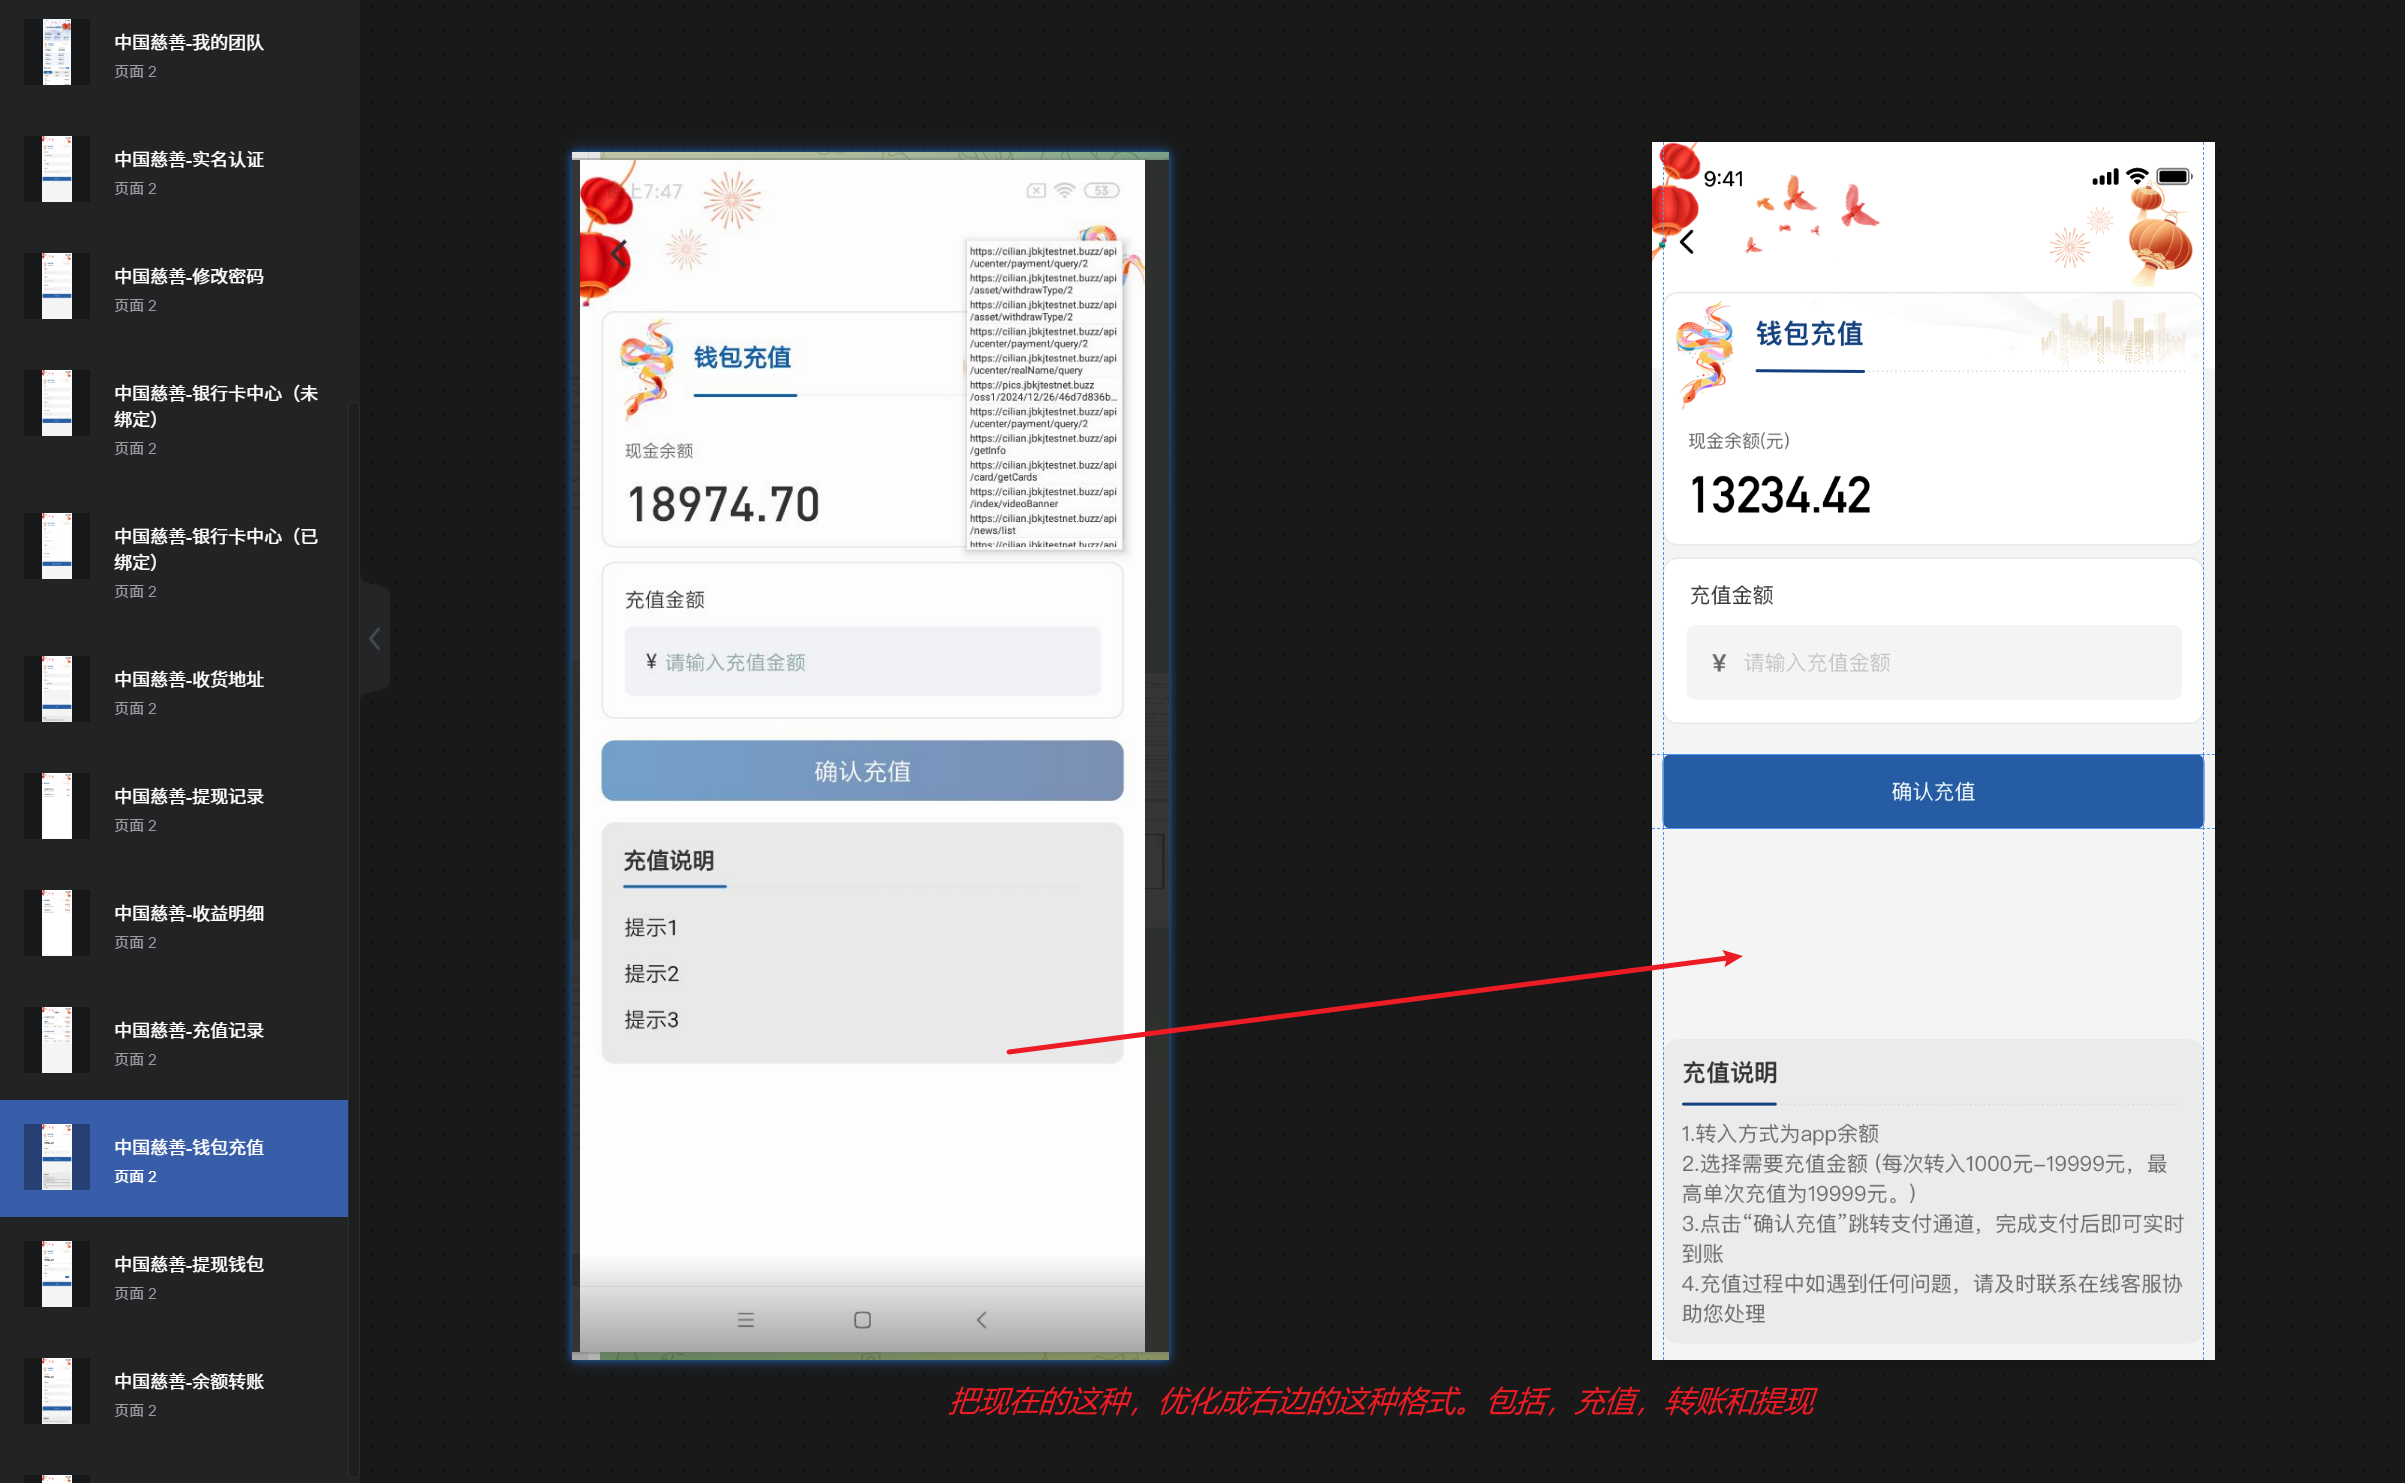 中国慈善-我的团队
页面 2
中国慈善-实名认证
页面 2
中国慈善-修改密码
页面 2
中国慈善-银行卡中心（未
绑定）
页面 2
中国慈善-银行卡中心（已
绑定）
页面 2
中国慈善-收货地址
页面 2
中国慈善-提现记录
页面 2
中国慈善-收益明细
页面 2
中国慈善-充值记录
页面 2
中国慈善-钱包充值
页面 2
中国慈善-提现钱包
页面 2
中国慈善-余额转账
页面 2
上7:47
53
https://cilian.jbkjtestnet.buzz/api
/ucenter/payment/query/2
https://cilian.jbkjtestnet.buzz/api
/asset/withdrawType/2
https://cilian.jbkjtestnet.buzz/api
/asset/withdrawType/2
https://cilian.jbkjtestnet.buzz/api
/ucenter/payment/query/2
https://cilian.jbkjtestnet.buzz/api
/ucenter/realName/query
https://pics.jbkjtestnet.buzz
/oss1/2024/12/26/46d7d836b...
https://cilian.jbkjtestnet.buzz/api
/ucenter/payment/query/2
https://cilian.jbkjtestnet.buzz/api
/getInfo
https://cilian.jbkjtestnet.buzz/api
/card/getCards
https://cilian.jbkjtestnet.buzz/api
/index/videoBanner
https://cilian.jbkjtestnet.buzz/api
/news/list
https://cilian.jbkjtestnet.buzz/api
钱包充值
现金余额
18974.70
充值金额
¥ 请输入充值金额
确认充值
充值说明
提示1
提示2
提示3
9:41
钱包充值
现金余额(元)
13234.42
充值金额
¥ 请输入充值金额
确认充值
充值说明
1.转入方式为app余额
2.选择需要充值金额 (每次转入1000元-19999元，最
高单次充值为19999元。)
3.点击“确认充值”跳转支付通道，完成支付后即可实时
到账
4.充值过程中如遇到任何问题，请及时联系在线客服协
助您处理
把现在的这种，优化成右边的这种格式。包括，充值，转账和提现